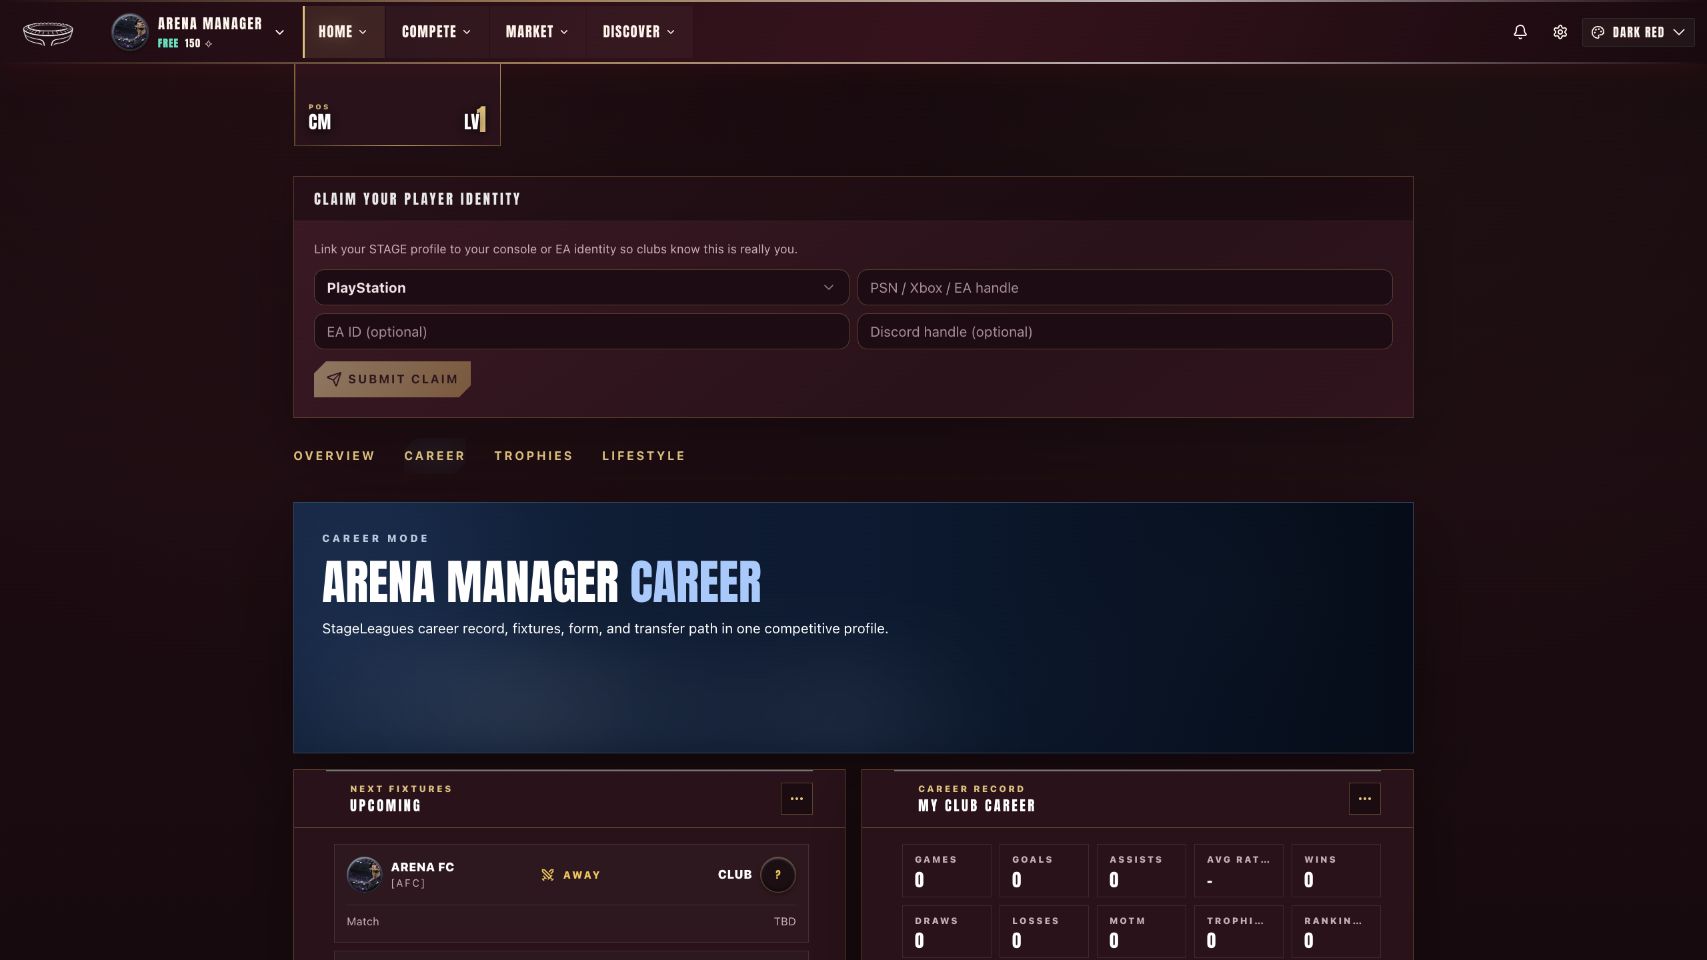 ARENA MANAGER
FREE 150
HOME
COMPETE
MARKET
DISCOVER
DARK RED
POS
CM
LV1
CLAIM YOUR PLAYER IDENTITY
Link your STAGE profile to your console or EA identity so clubs know this is really you.
PlayStation
PSN / Xbox / EA handle
EA ID (optional)
Discord handle (optional)
SUBMIT CLAIM
OVERVIEW
CAREER
TROPHIES
LIFESTYLE
CAREER MODE
ARENA MANAGER CAREER
StageLeagues career record, fixtures, form, and transfer path in one competitive profile.
NEXT FIXTURES
UPCOMING
...
ARENA FC
[AFC]
AWAY
CLUB
?
Match
TBD
CAREER RECORD
MY CLUB CAREER
...
GAMES
0
GOALS
0
ASSISTS
0
AVG RAT...
-
WINS
0
DRAWS
0
LOSSES
0
MOTM
0
TROPHI...
0
RANKIN...
0